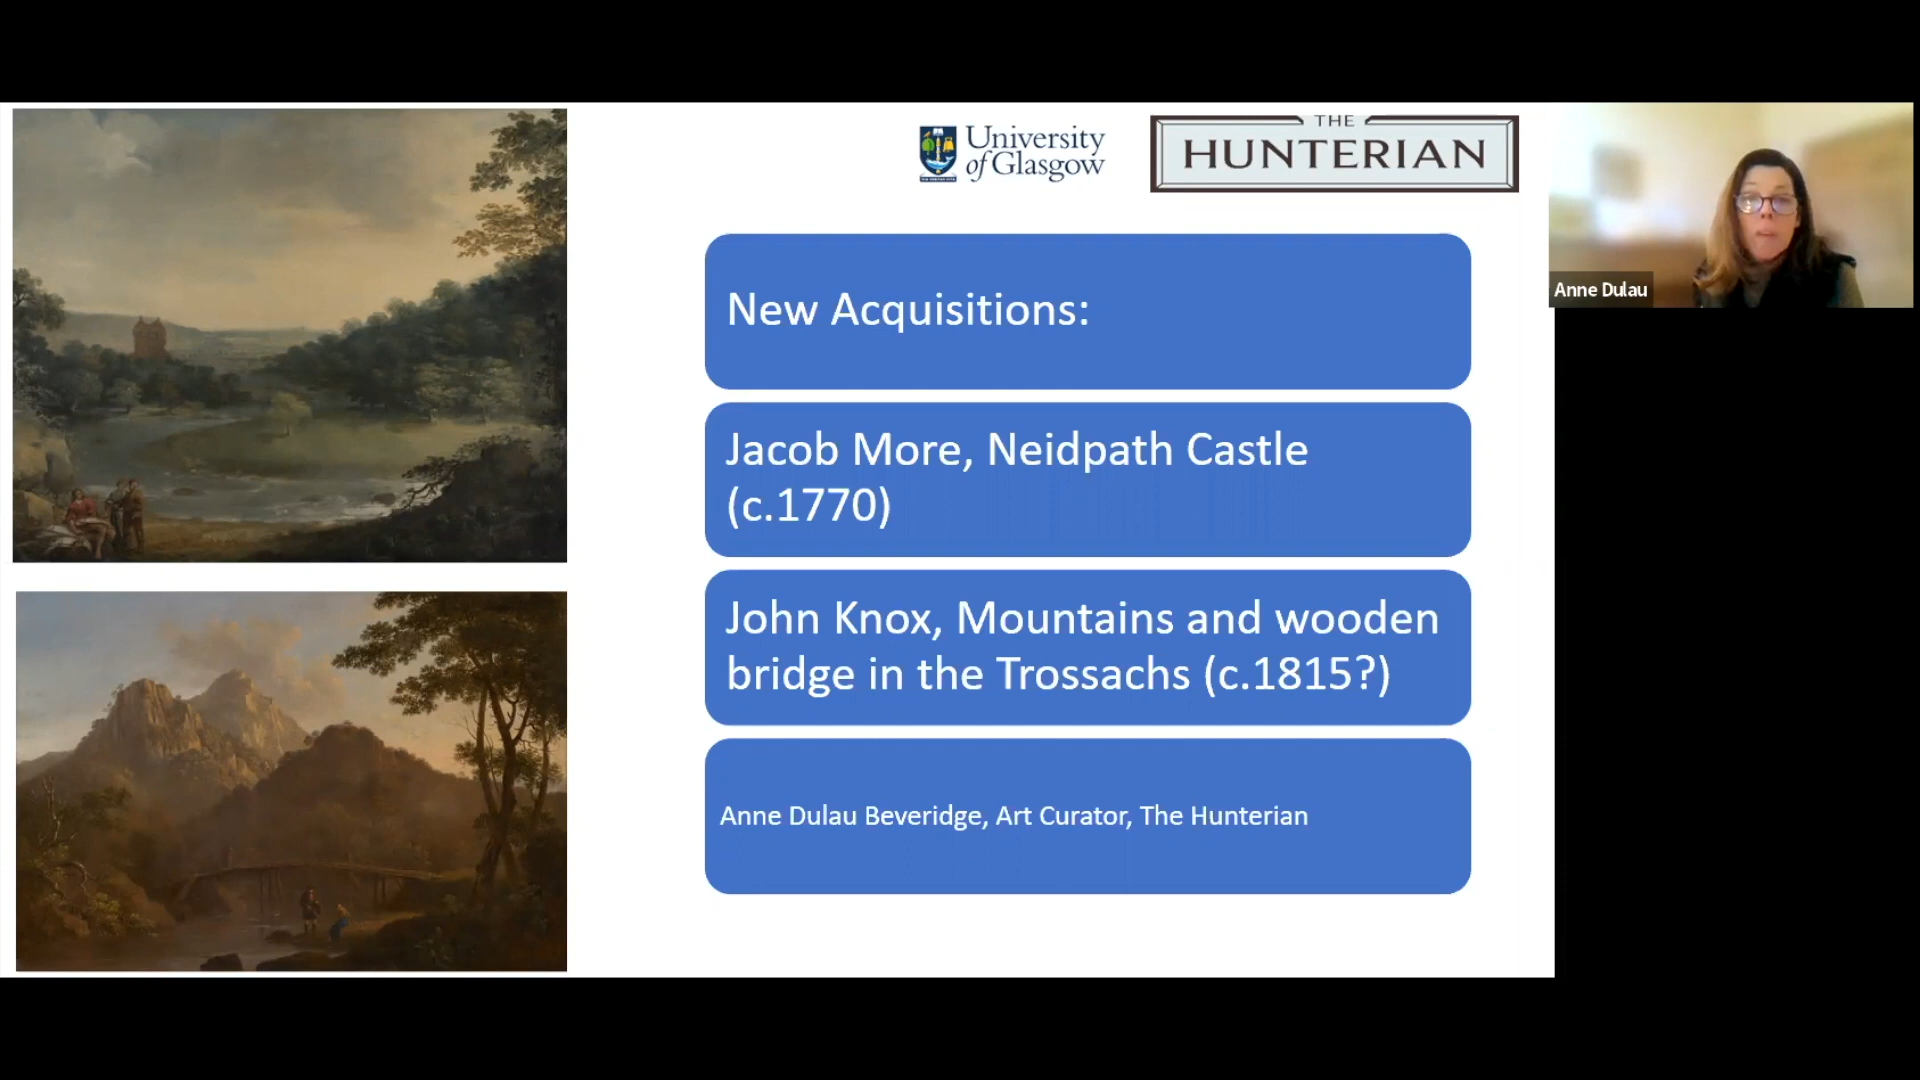 University
of Glasgow
THE
HUNTERIAN
New Acquisitions:
Jacob More, Neidpath Castle
(c.1770)
John Knox, Mountains and wooden
bridge in the Trossachs (c.1815?)
Anne Dulau Beveridge, Art Curator, The Hunterian
Anne Dulau